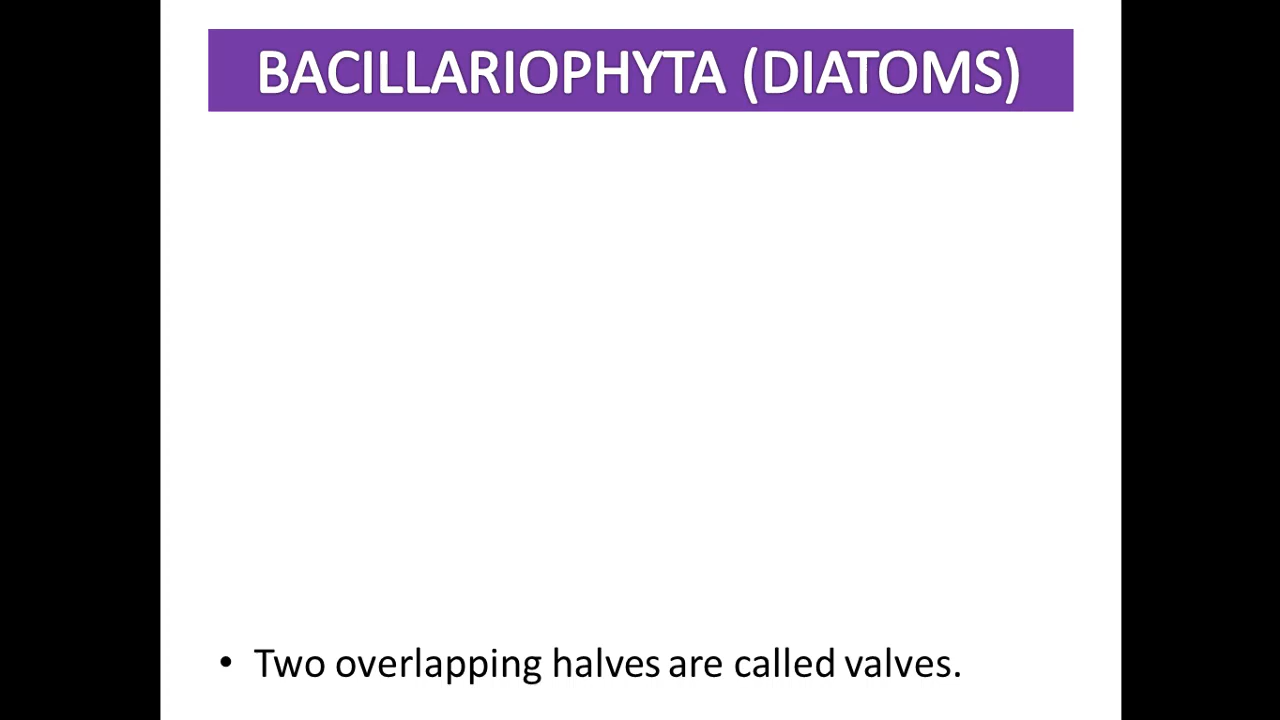 BACILLARIOPHYTA (DIATOMS)
• Two overlapping halves are called valves.